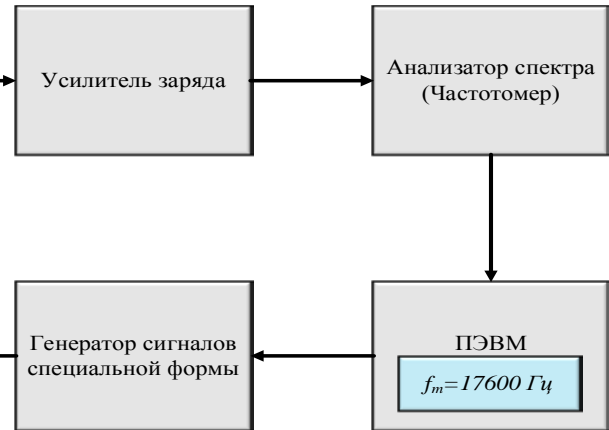 Усилитель заряда
Анализатор спектра
(Частотомер)
Генератор сигналов
специальной формы
ПЭВМ
fm=17600 Гц